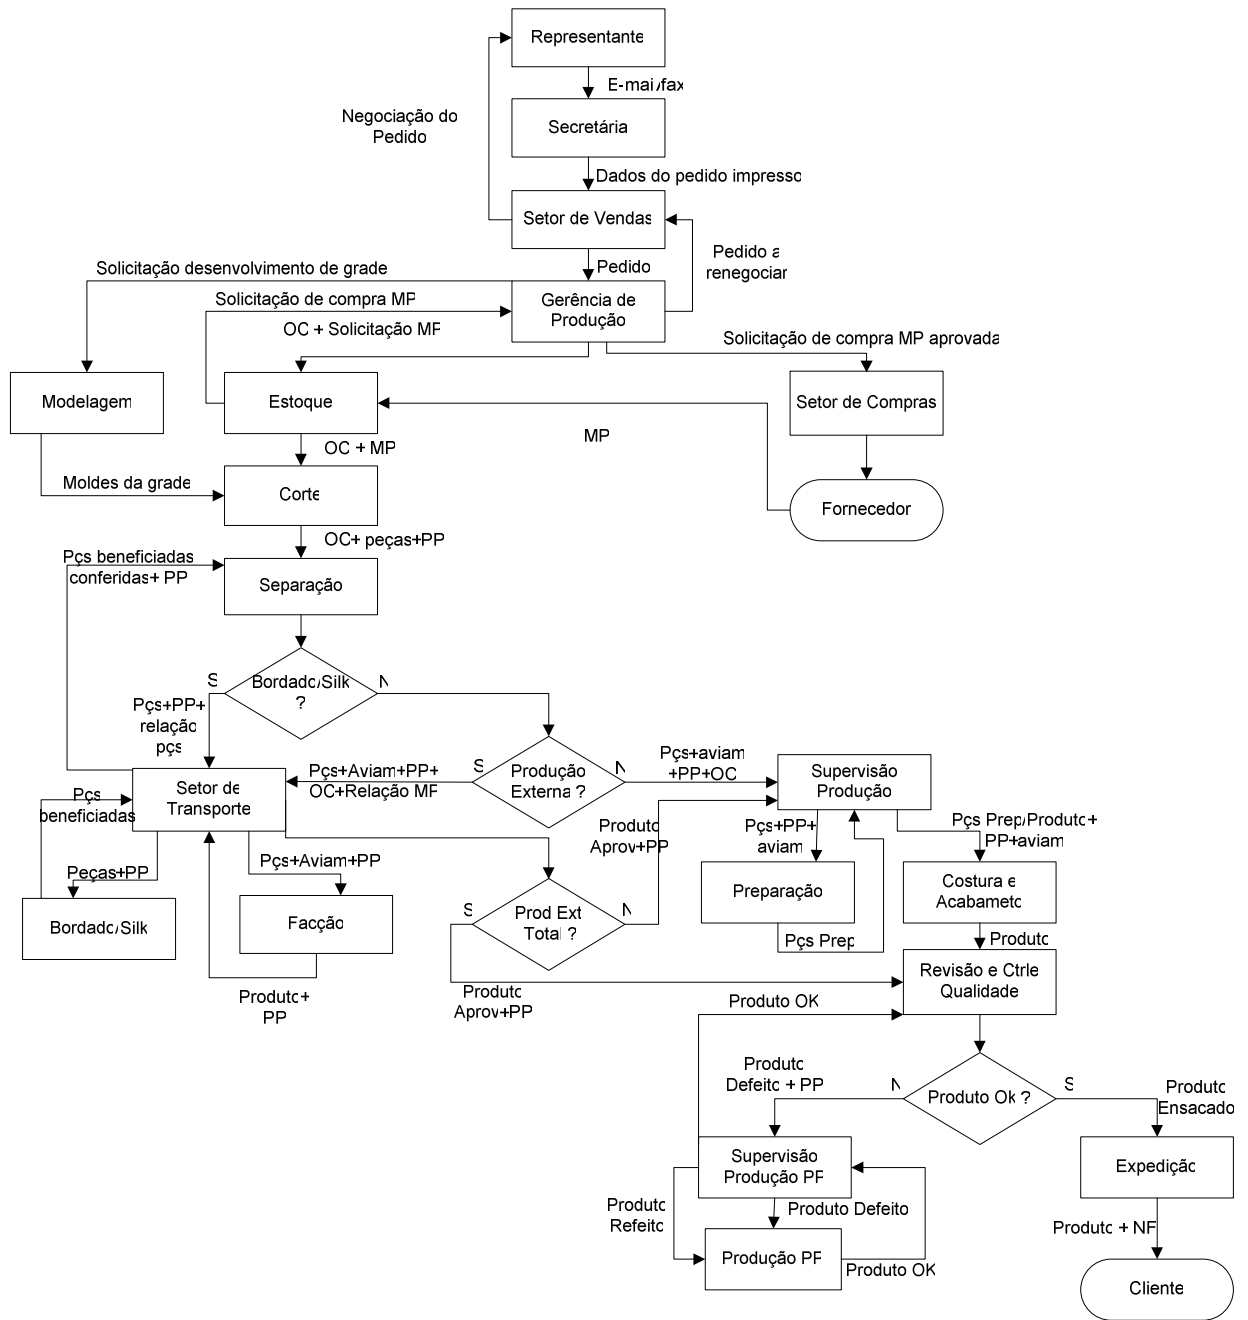 Representante
E-mail/fax
Negociação do
Pedido
Secretária
Dados do pedido impresso
Setor de Vendas
Pedido a
renegociar
Pedido
Solicitação desenvolvimento de grade
Solicitação de compra MP
Gerência de
Produção
OC + Solicitação MP
Solicitação de compra MP aprovada
Modelagem
Estoque
Setor de Compras
MP
OC + MP
Moldes da grade
Corte
Fornecedor
OC+ peças+PP
Pçs beneficiadas
conferidas+ PP
Separação
S
Bordado/Silk
?
N
Pçs+PP+
relação
pçs
Pçs+Aviam+PP+
OC+Relação MP
S
Produção
Externa ?
N
Pçs+aviam
+PP+OC
Supervisão
Produção
Setor de
Transporte
Pçs
beneficiadas
Produto
Aprov+PP
Pçs+PP+
aviam
Pçs Prep/Produto+
PP+aviam
Peças+PP
Pçs+Aviam+PP
Preparação
Costura e
Acabameto
Bordado/Silk
Facção
S
Prod Ext
Total ?
N
Pçs Prep
Produto
Revisão e Ctrle
Qualidade
Produto+
PP
Produto
Aprov+PP
Produto OK
Produto
Defeito + PP
N
Produto Ok ?
S
Produto
Ensacado
Supervisão
Produção PF
Expedição
Produto
Refeito
Produto Defeito
Produto + NF
Produção PF
Produto OK
Cliente